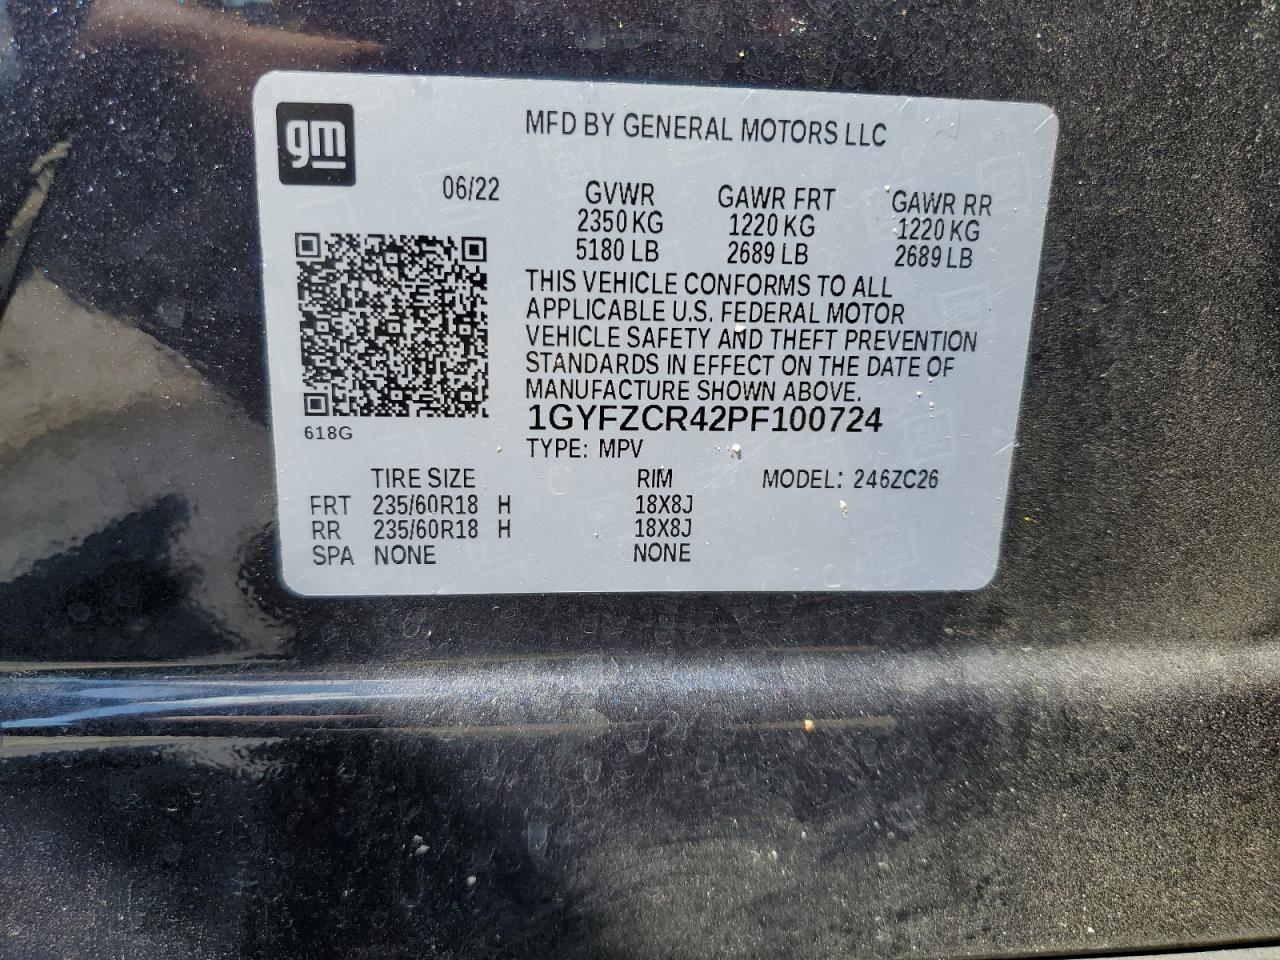 gm
MFD BY GENERAL MOTORS LLC
06/22 GVWR GAWR FRT GAWR RR
2350 KG 1220 KG 1220 KG
5180 LB 2689 LB 2689 LB
THIS VEHICLE CONFORMS TO ALL
APPLICABLE U.S. FEDERAL MOTOR
VEHICLE SAFETY AND THEFT PREVENTION
STANDARDS IN EFFECT ON THE DATE OF
MANUFACTURE SHOWN ABOVE.
1GYFZCR42PF100724
618G
TYPE: MPV
TIRE SIZE RIM MODEL: 246ZC26
FRT 235/60R18 H 18X8J
RR 235/60R18 H 18X8J
SPA NONE NONE